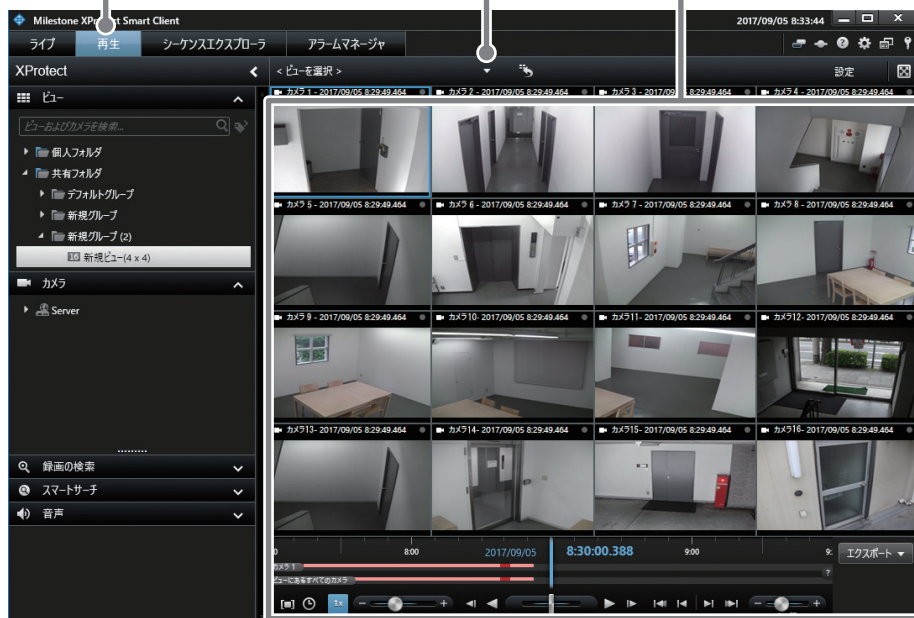 Milestone XProtect Smart Client
2017/09/05 8:33:44
ライブ
再生
シーケンスエクスプローラ
アラームマネージャ
XProtect
< ビューを選択 >
設定
ビュー
ビューおよびカメラを検索...
個人フォルダ
共有フォルダ
デフォルトグループ
新規グループ
新規グループ (2)
16 新規ビュー(4 x 4)
カメラ
Server
録画の検索
スマートサーチ
音声
カメラ 1 - 2017/09/05 8:29:49.464
カメラ 2 - 2017/09/05 8:29:49.464
カメラ 3 - 2017/09/05 8:29:49.464
カメラ 4 - 2017/09/05 8:29:49.464
カメラ 5 - 2017/09/05 8:29:49.464
カメラ 6 - 2017/09/05 8:29:49.464
カメラ 7 - 2017/09/05 8:29:49.464
カメラ 8 - 2017/09/05 8:29:49.464
カメラ 9 - 2017/09/05 8:29:49.464
カメラ10- 2017/09/05 8:29:49.464
カメラ11- 2017/09/05 8:29:49.464
カメラ12- 2017/09/05 8:29:49.464
カメラ13- 2017/09/05 8:29:49.464
カメラ14- 2017/09/05 8:29:49.464
カメラ15- 2017/09/05 8:29:49.464
カメラ16- 2017/09/05 8:29:49.464
8:00
2017/09/05
8:30:00.388
9:00
9:
エクスポート
カメラ 1
ビューにあるすべてのカメラ
?
1x